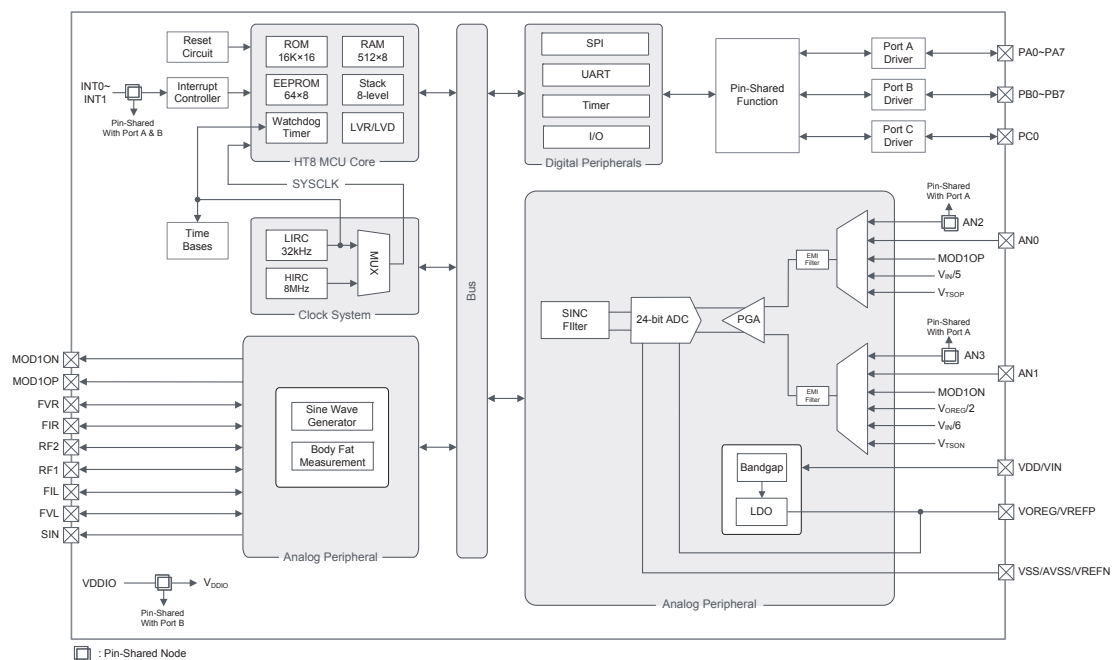 Reset
Circuit
INT0~
INT1
Pin-Shared
With Port A & B
Interrupt
Controller
ROM
16K×16
RAM
512×8
EEPROM
64×8
Stack
8-level
Watchdog
Timer
LVR/LVD
HT8 MCU Core
SYSCLK
Time
Bases
LIRC
32kHz
HIRC
8MHz
MUX
Clock System
Bus
SPI
UART
Timer
I/O
Digital Peripherals
Pin-Shared
Function
Port A
Driver
Port B
Driver
Port C
Driver
PA0~PA7
PB0~PB7
PC0
Pin-Shared
With Port A
AN2
AN0
MOD1OP
VIN/5
VTSOP
EMI
Filter
SINC
FIlter
24-bit ADC
PGA
Pin-Shared
With Port A
AN3
AN1
MOD1ON
VOREG/2
VIN/6
VTSON
EMI
Filter
Bandgap
LDO
VDD/VIN
VOREG/VREFP
VSS/AVSS/VREFN
Analog Peripheral
MOD1ON
MOD1OP
FVR
FIR
RF2
RF1
FIL
FVL
SIN
Sine Wave
Generator
Body Fat
Measurement
Analog Peripheral
VDDIO
VDDIO
Pin-Shared
With Port B
: Pin-Shared Node